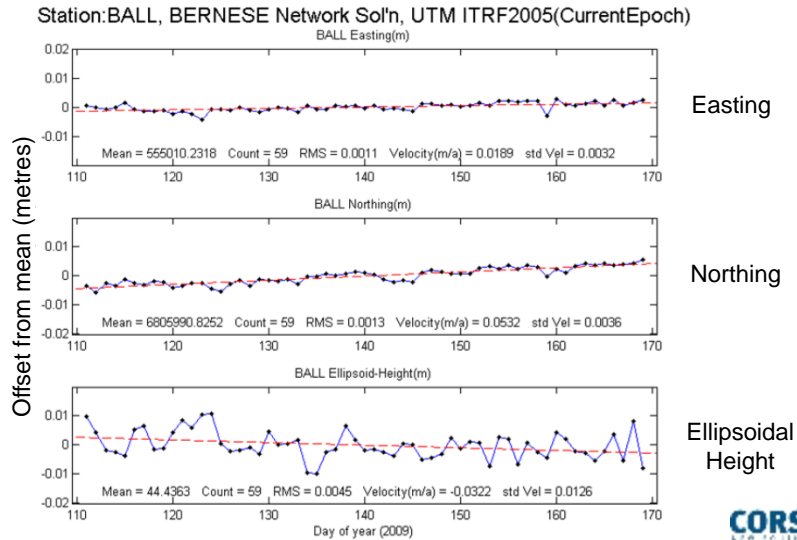 Station:BALL, BERNESE Network Sol'n, UTM ITRF2005(CurrentEpoch)
BALL Easting(m)
0.02
0.01
0
-0.01
Mean = 555010.2318 Count = 59 RMS = 0.0011 Velocity(m/a) = 0.0189 std Vel = 0.0032
110 120 130 140 150 160 170
Easting
BALL Northing(m)
0.01
0
-0.01
-0.02
Mean = 6805990.8252 Count = 59 RMS = 0.0013 Velocity(m/a) = 0.0532 std Vel = 0.0036
110 120 130 140 150 160 170
Northing
Offset from mean (metres)
BALL Ellipsoid-Height(m)
0.01
0
-0.01
-0.02
Mean = 44.4363 Count = 59 RMS = 0.0045 Velocity(m/a) = -0.0322 std Vel = 0.0126
110 120 130 140 150 160 170
Day of year (2009)
Ellipsoidal
Height
CORS